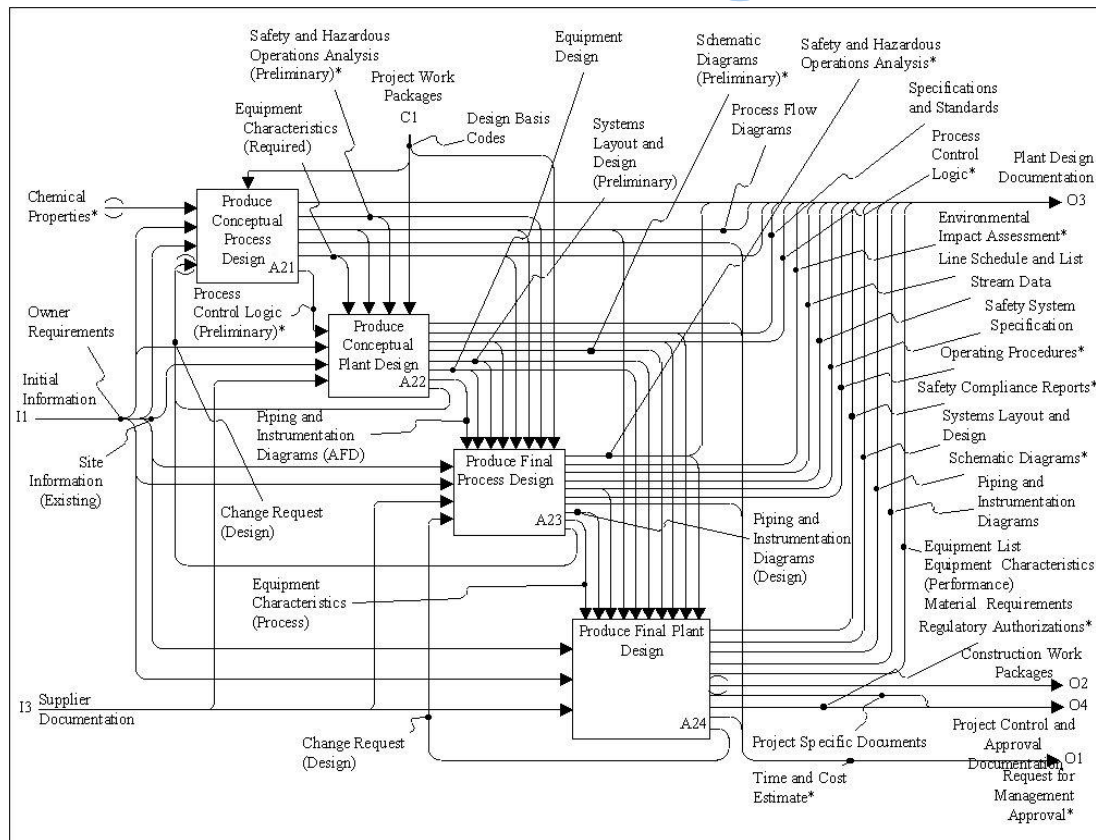 Safety and Hazardous
Operations Analysis
(Preliminary)*
Project Work
Packages
C1
Equipment
Design
Schematic
Diagrams
(Preliminary)*
Safety and Hazardous
Operations Analysis*
Specifications
and Standards
Equipment
Characteristics
(Required)
Design Basis
Codes
Systems
Layout and
Design
(Preliminary)
Process Flow
Diagrams
Process
Control
Logic*
Plant Design
Documentation
O3
Chemical
Properties*
Produce
Conceptual
Process
Design
A21
Environmental
Impact Assessment*
Line Schedule and List
Stream Data
Safety System
Specification
Operating Procedures*
Safety Compliance Reports*
Systems Layout and
Design
Schematic Diagrams*
Piping and
Instrumentation
Diagrams
Equipment List
Equipment Characteristics
(Performance)
Material Requirements
Regulatory Authorizations*
Construction Work
Packages
O2
O4
Process
Control Logic
(Preliminary)*
Owner
Requirements
Produce
Conceptual
Plant Design
A22
Initial
Information
I1
Site
Information
(Existing)
Piping and
Instrumentation
Diagrams (AFD)
Change Request
(Design)
Produce Final
Process Design
A23
Piping and
Instrumentation
Diagrams
(Design)
Equipment
Characteristics
(Process)
Produce Final Plant
Design
A24
I3 Supplier
Documentation
Change Request
(Design)
Project Specific Documents
Time and Cost
Estimate*
Project Control and
Approval
Documentation
O1
Request for
Management
Approval*